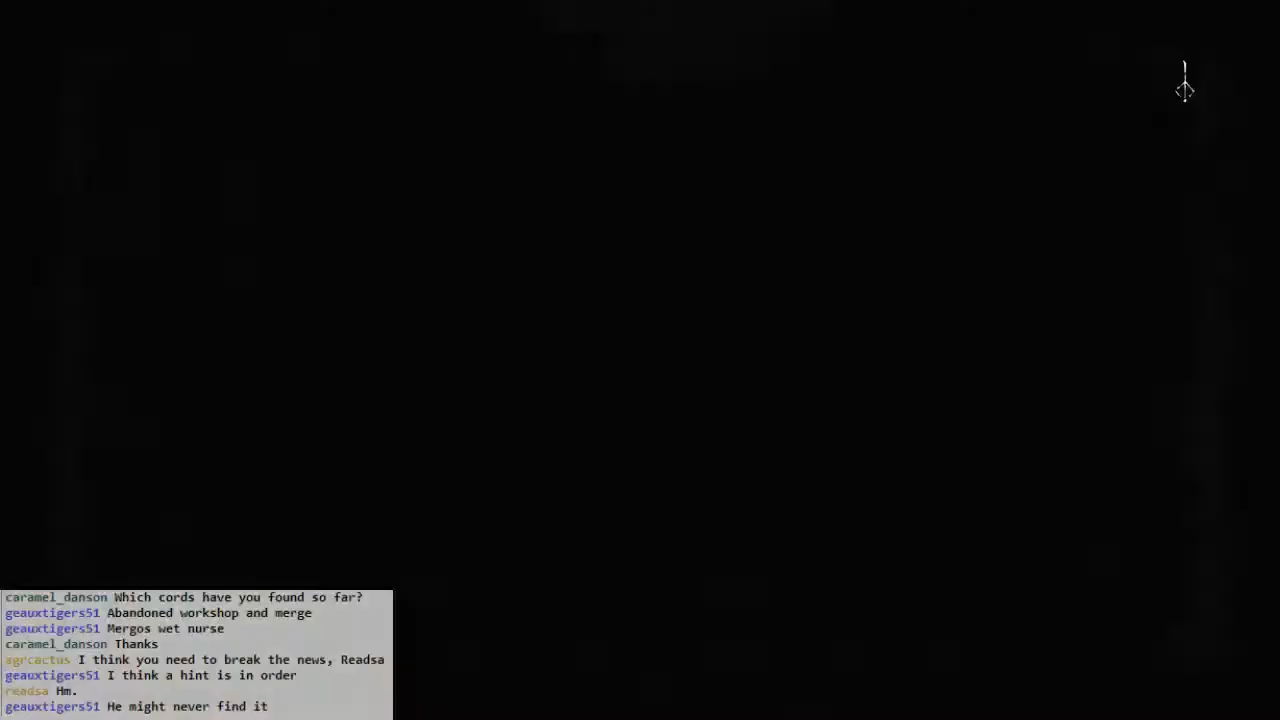 caramel_danson Which cords have you found so far?
geauxtigers51 Abandoned workshop and merge
geauxtigers51 Mergos wet nurse
caramel_danson Thanks
sgrcactus I think you need to break the news, Readsa
geauxtigers51 I think a hint is in order
readsa Hm.
geauxtigers51 He might never find it